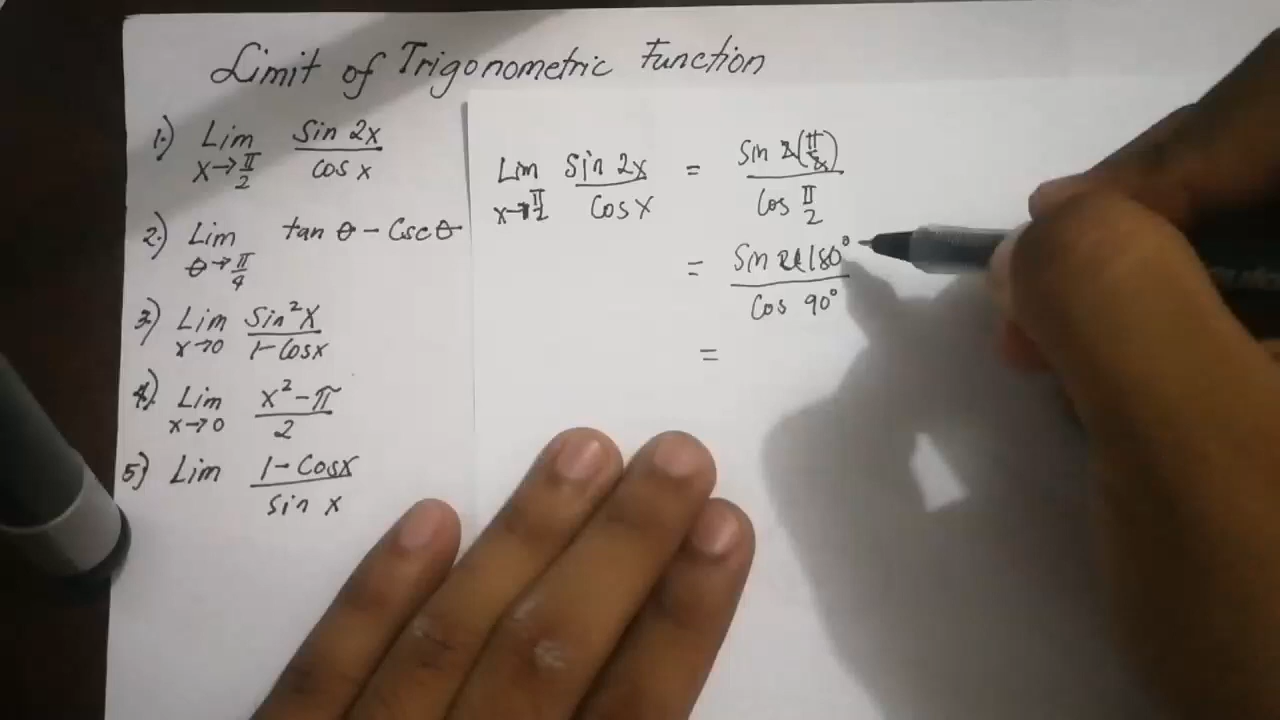 Limit of Trigonometric Function
1.) Lim x→π/2 Sin 2x / cos x
2.) Lim θ→π/4 tan θ - Csc θ
3.) Lim x→0 Sin²x / 1-Cosx
4.) Lim x→0 x²-π / 2
5) Lim 1-Cosx / Sin x
Lim x→π/2 Sin 2x / Cosx = Sin 2(π/2) / Cos π/2
= Sin 180° / Cos 90°
=